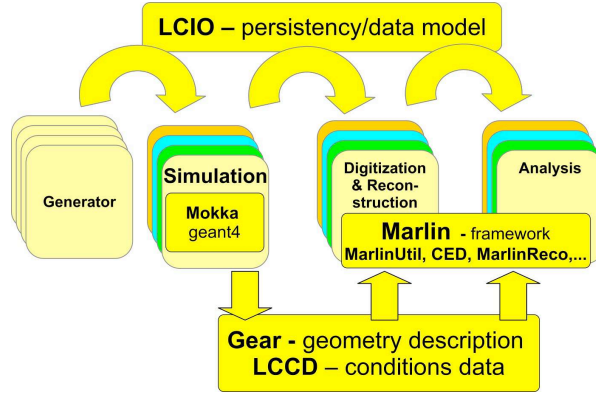 LCIO – persistency/data model
Generator
Simulation
Mokka
geant4
Digitization
& Recon-
struction
Analysis
Marlin - framework
MarlinUtil, CED, MarlinReco,...
Gear - geometry description
LCCD – conditions data